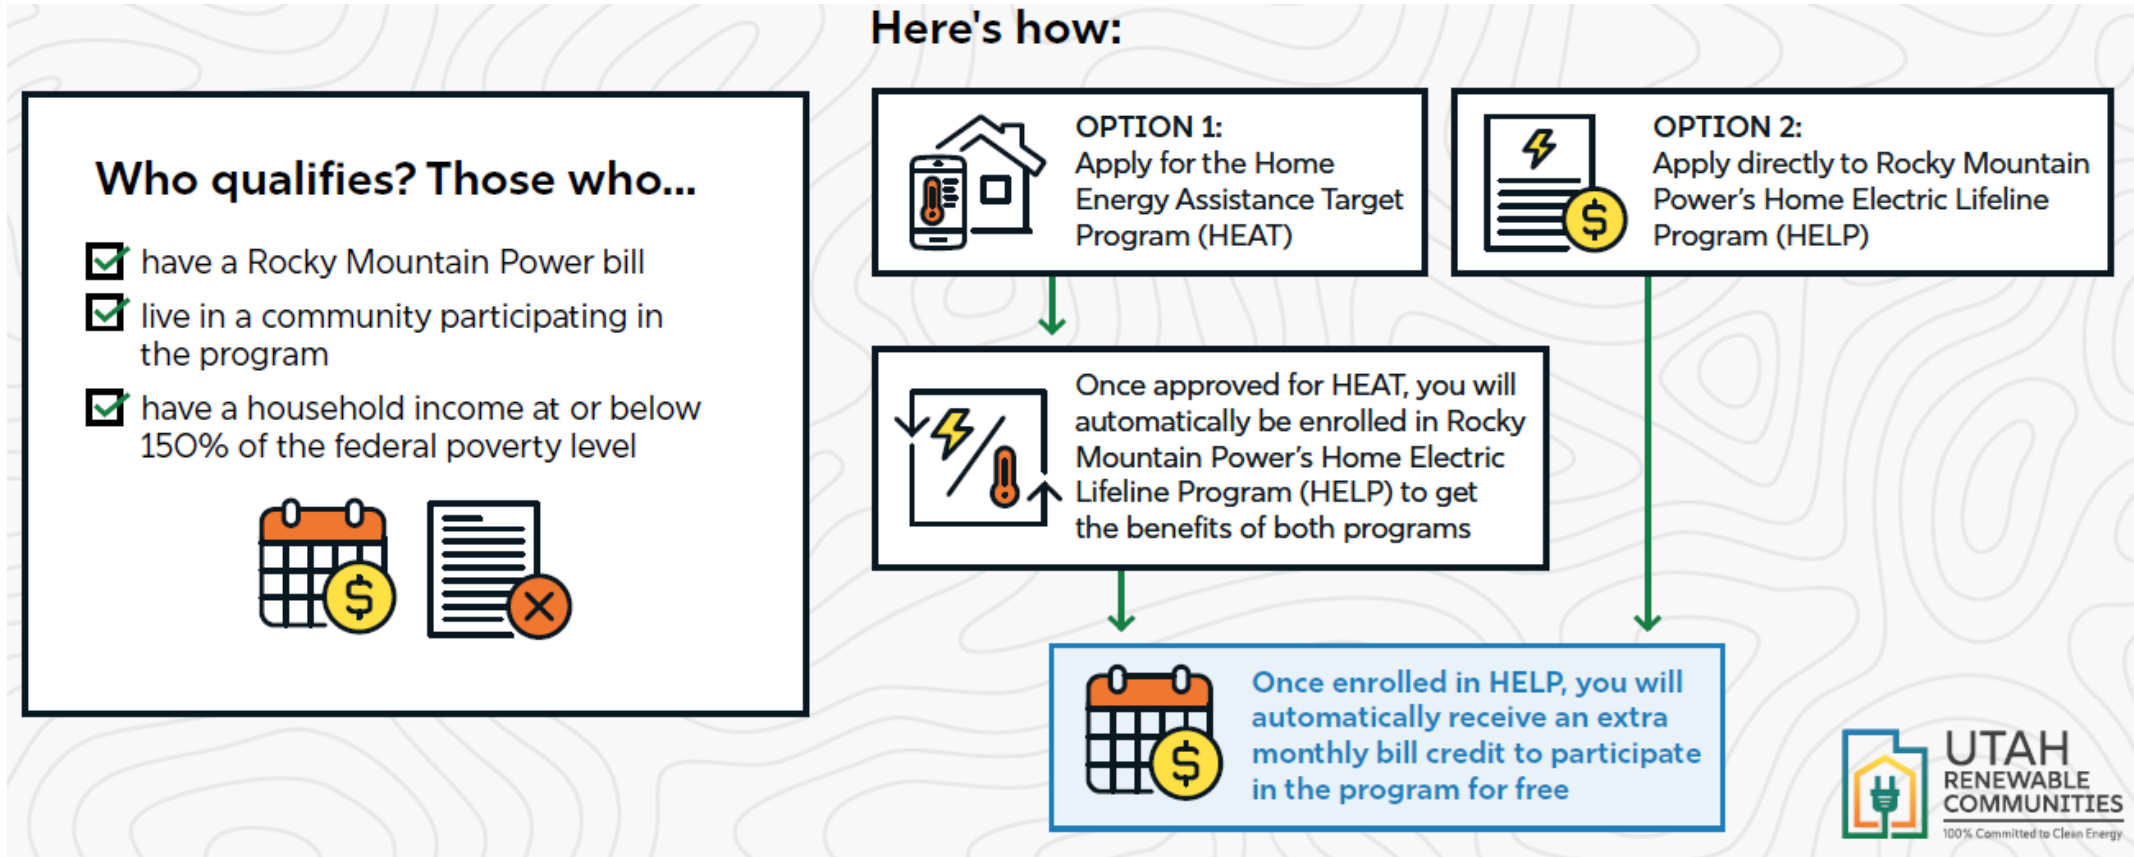 Here's how:
Who qualifies? Those who...
have a Rocky Mountain Power bill
live in a community participating in
the program
have a household income at or below
150% of the federal poverty level
OPTION 1:
Apply for the Home
Energy Assistance Target
Program (HEAT)
OPTION 2:
Apply directly to Rocky Mountain
Power's Home Electric Lifeline
Program (HELP)
Once approved for HEAT, you will
automatically be enrolled in Rocky
Mountain Power's Home Electric
Lifeline Program (HELP) to get
the benefits of both programs
Once enrolled in HELP, you will
automatically receive an extra
monthly bill credit to participate
in the program for free
UTAH
RENEWABLE
COMMUNITIES
100% Committed to Clean Energy